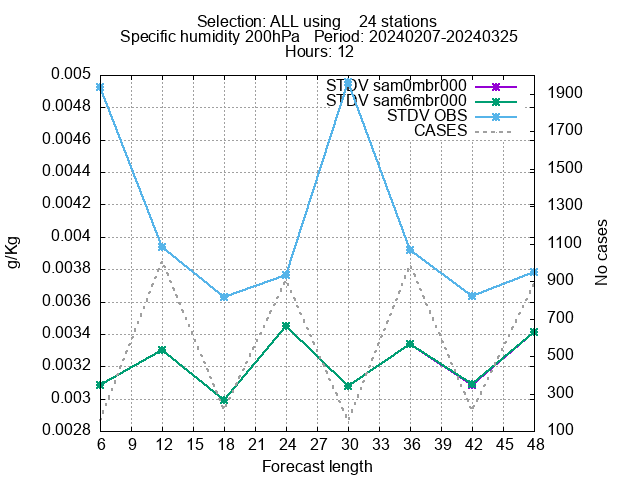 Selection: ALL using 24 stations
Specific humidity 200hPa Period: 20240207-20240325
Hours: 12
STDV sam0mbr000
STDV sam6mbr000
STDV OBS
CASES
0.005
0.0048
0.0046
0.0044
0.0042
0.004
0.0038
0.0036
0.0034
0.0032
0.003
0.0028
g/Kg
1900
1700
1500
1300
1100
900
700
500
300
100
No cases
6 9 12 15 18 21 24 27 30 33 36 39 42 45 48
Forecast length